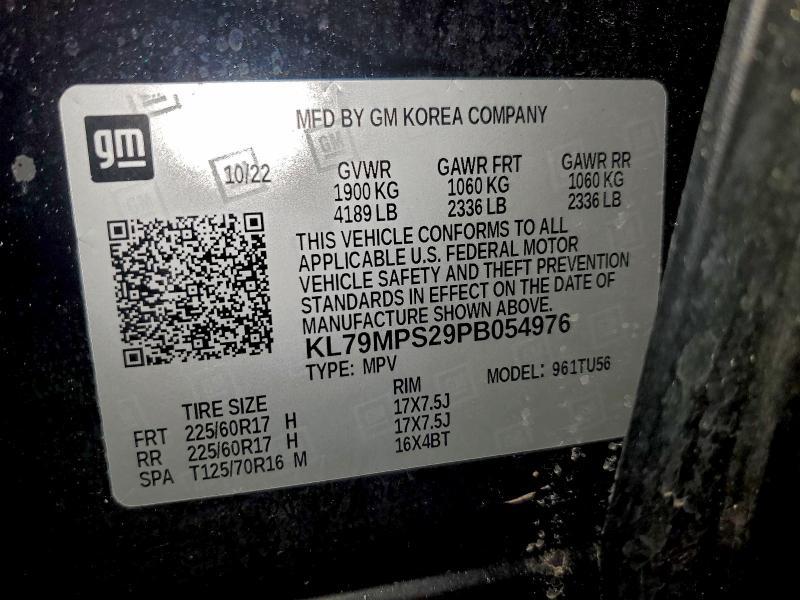 MFD BY GM KOREA COMPANY
gm
10/22
GVWR GAWR FRT GAWR RR
1900 KG 1060 KG 1060 KG
4189 LB 2336 LB 2336 LB
THIS VEHICLE CONFORMS TO ALL
APPLICABLE U.S. FEDERAL MOTOR
VEHICLE SAFETY AND THEFT PREVENTION
STANDARDS IN EFFECT ON THE DATE OF
MANUFACTURE SHOWN ABOVE.
KL79MPS29PB054976
TYPE: MPV MODEL: 961TU56
TIRE SIZE RIM
FRT 225/60R17 H 17X7.5J
RR 225/60R17 H 17X7.5J
SPA T125/70R16 M 16X4BT